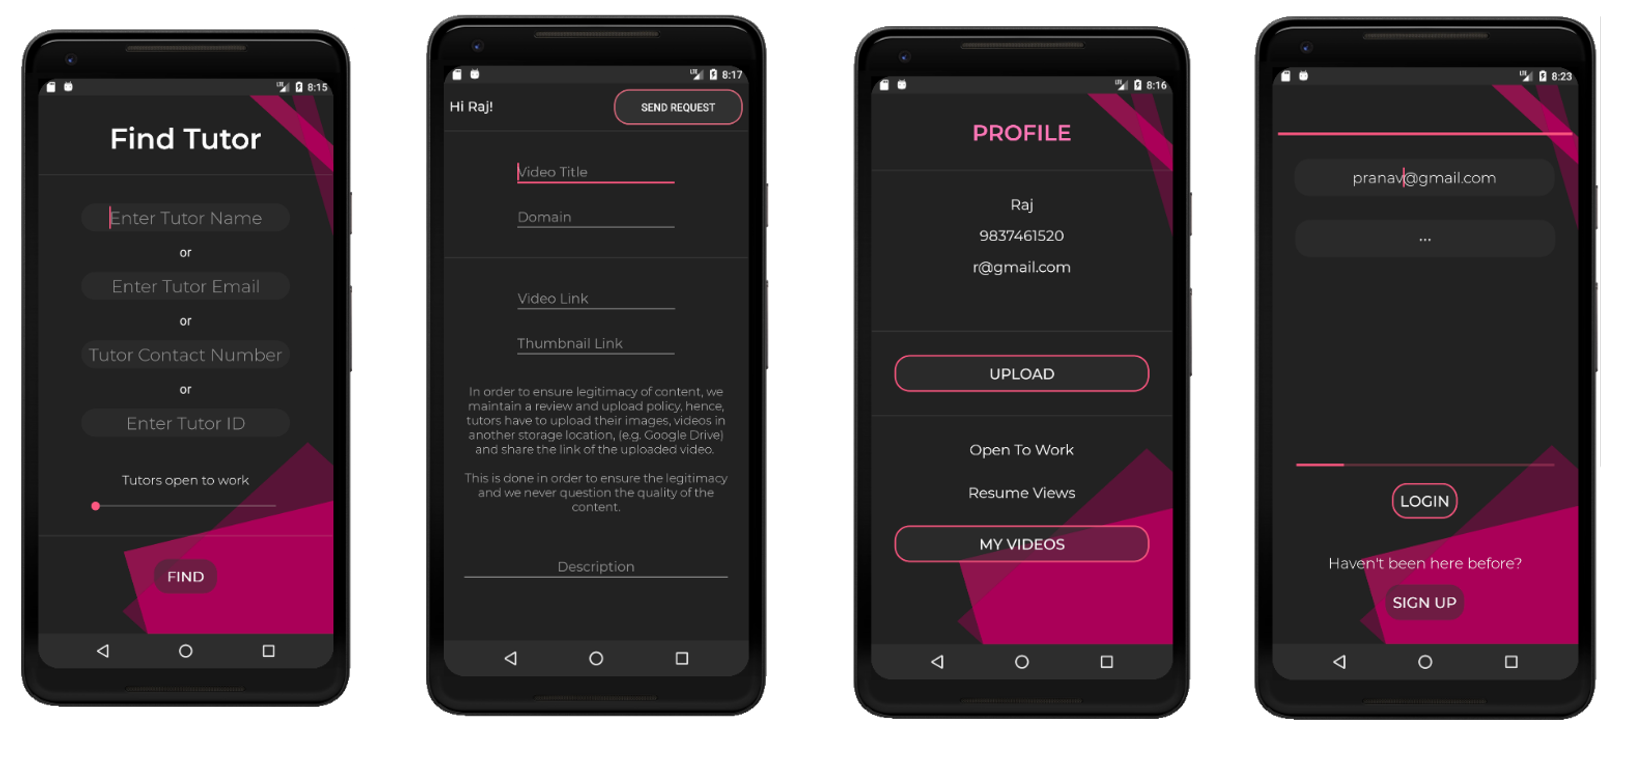 8:15
Find Tutor
Enter Tutor Name
or
Enter Tutor Email
or
Tutor Contact Number
or
Enter Tutor ID
Tutors open to work
FIND
8:17
Hi Raj!
SEND REQUEST
Video Title
Domain
Video Link
Thumbnail Link
In order to ensure legitimacy of content, we
maintain a review and upload policy, hence,
tutors have to upload their images, videos in
another storage location, (e.g. Google Drive)
and share the link of the uploaded video.
This is done in order to ensure the legitimacy
and we never question the quality of the
content.
Description
8:16
PROFILE
Raj
9837461520
r@gmail.com
UPLOAD
Open To Work
Resume Views
MY VIDEOS
8:23
pranav@gmail.com
...
LOGIN
Haven't been here before?
SIGN UP